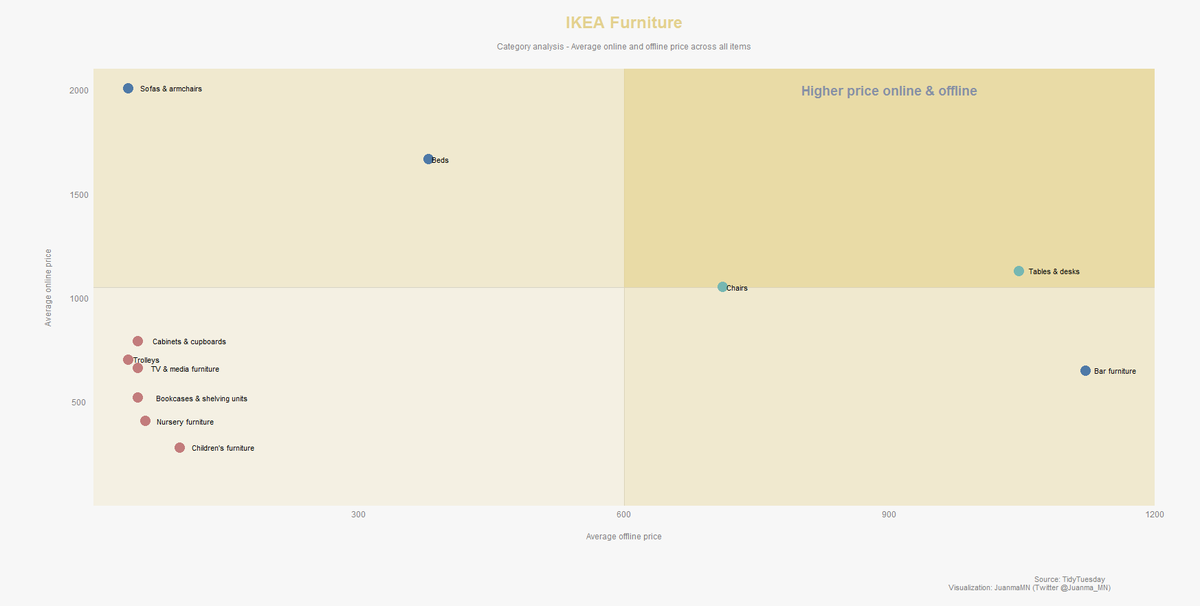 IKEA Furniture
Category analysis - Average online and offline price across all items
Higher price online & offline
2000
Sofas & armchairs
Beds
1500
Average online price
Tables & desks
Chairs
1000
Cabinets & cupboards
Trolleys
TV & media furniture
Bar furniture
500
Bookcases & shelving units
Nursery furniture
Children's furniture
300
600
900
1200
Average offline price
Source: TidyTuesday
Visualization: JuanmaMN (Twitter @Juanma_MN)